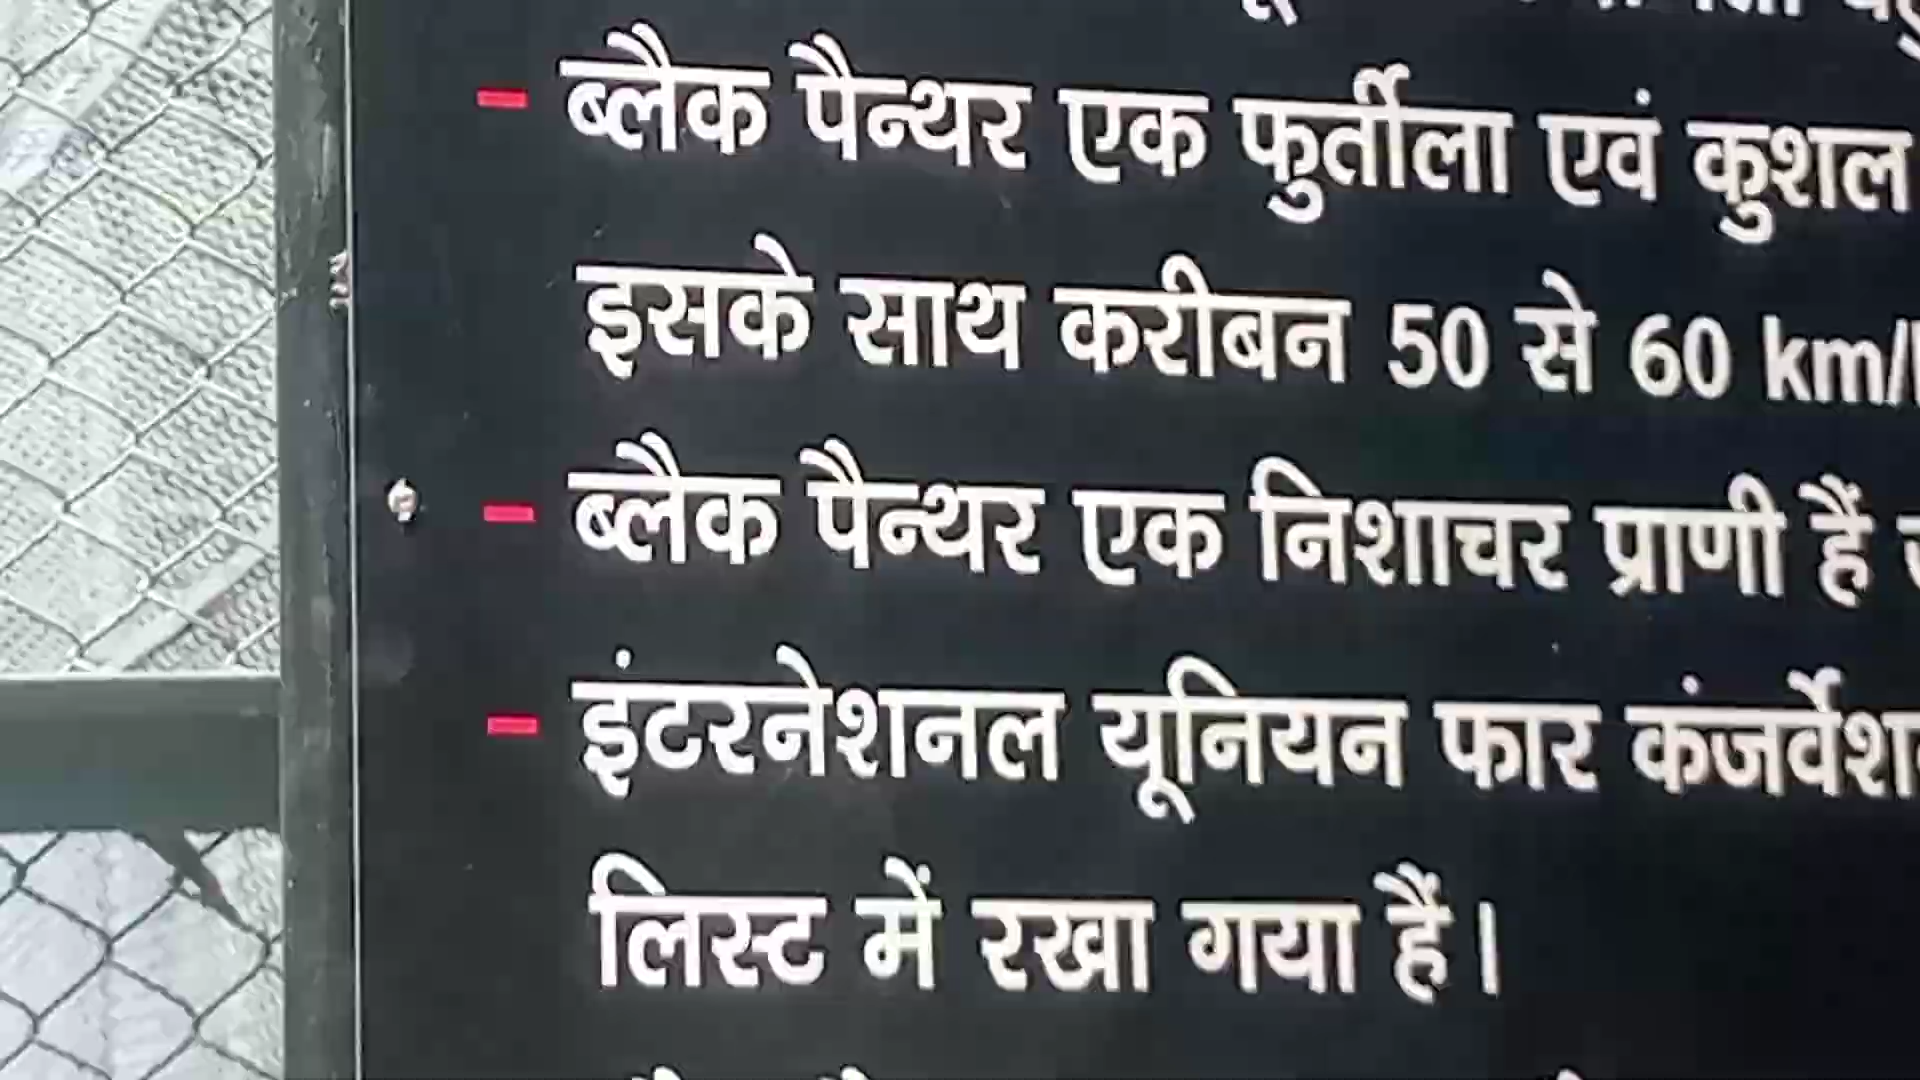 - ब्लैक पैन्थर एक फुर्तीला एवं कुशल
इसके साथ करीबन 50 से 60 km/
- ब्लैक पैन्थर एक निशाचर प्राणी हैं
- इंटरनेशनल यूनियन फार कंजर्वेश
लिस्ट में रखा गया हैं।